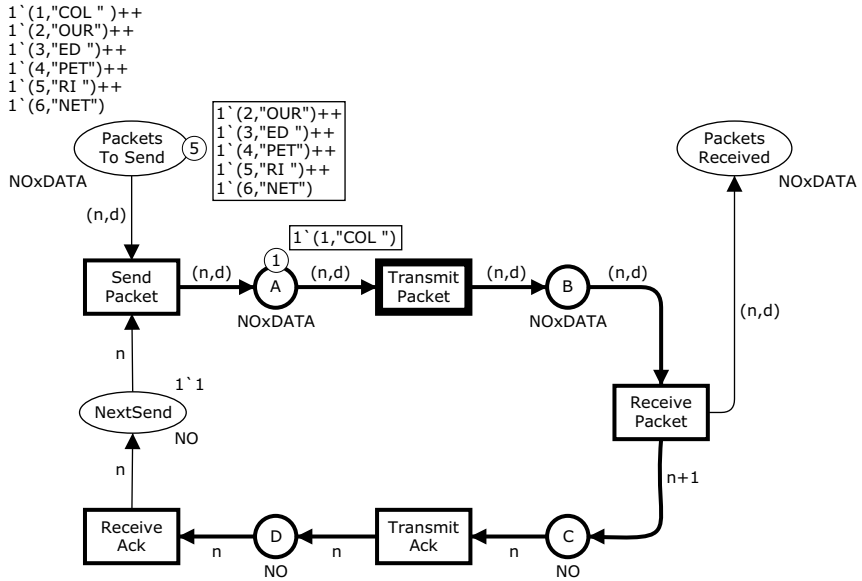 1`(1,"COL ")++
1`(2,"OUR")++
1`(3,"ED ")++
1`(4,"PET")++
1`(5,"RI ")++
1`(6,"NET")
Packets
To Send
5
1`(2,"OUR")++
1`(3,"ED ")++
1`(4,"PET")++
1`(5,"RI ")++
1`(6,"NET")
NOxDATA
Packets
Received
NOxDATA
(n,d)
1`(1,"COL ")
1
Send
Packet
(n,d)
A
(n,d)
NOxDATA
Transmit
Packet
(n,d)
B
(n,d)
NOxDATA
(n,d)
n
1`1
NextSend
NO
Receive
Packet
n
n+1
Receive
Ack
n
D
n
NO
Transmit
Ack
n
C
NO